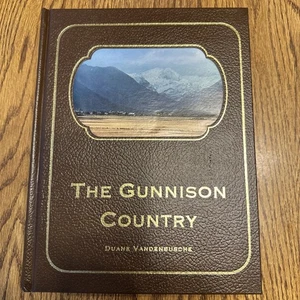 THE GUNNISON
COUNTRY
DUANE VANDENBUSCHE